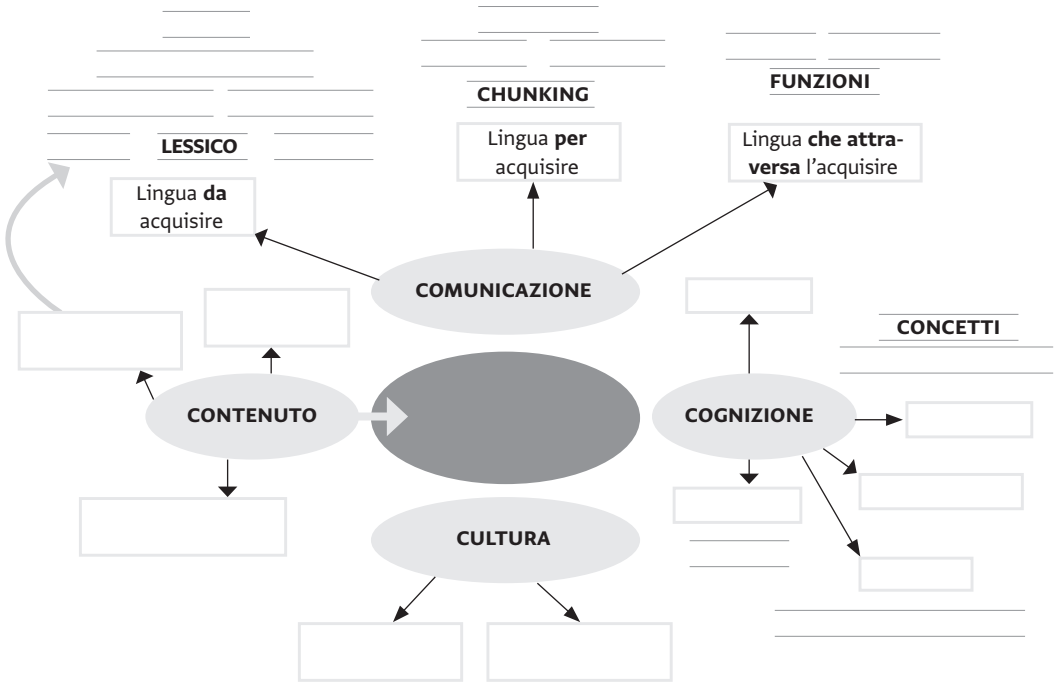 CHUNKING
FUNZIONI
LESSICO
Lingua per
acquisire
Lingua che attra-
versa l'acquisire
Lingua da
acquisire
COMUNICAZIONE
CONCETTI
CONTENUTO
COGNIZIONE
CULTURA